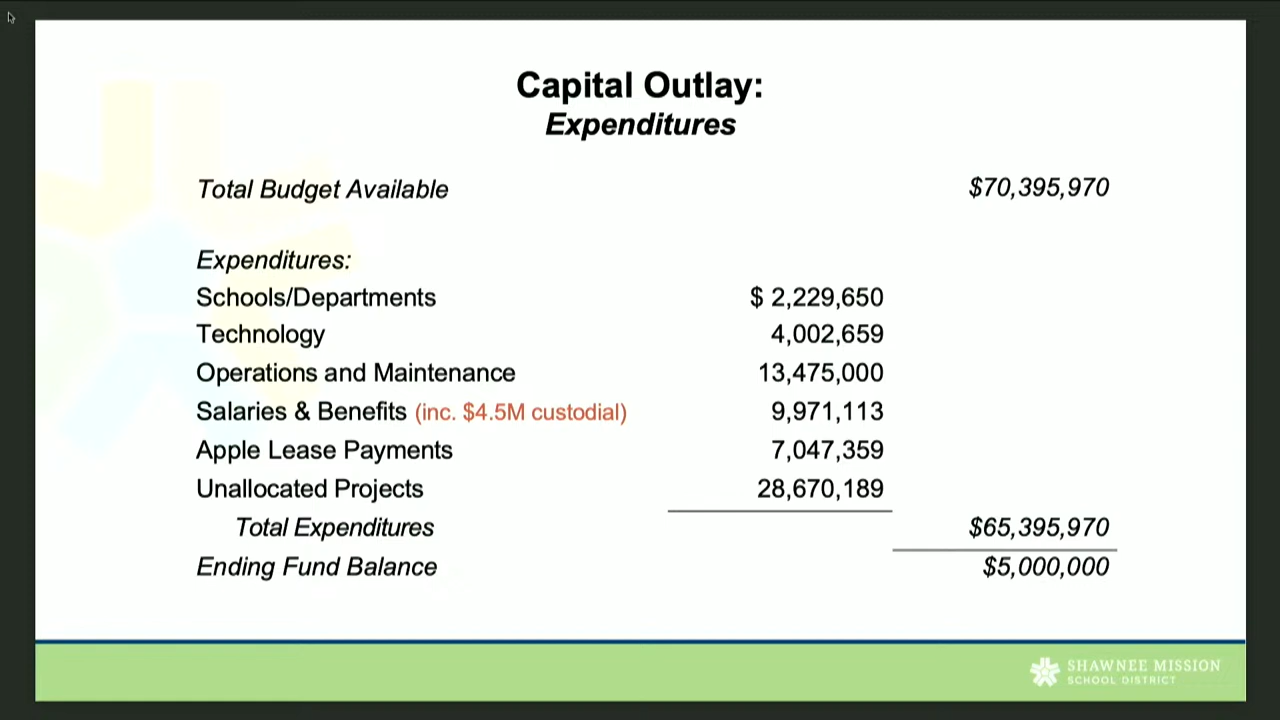 Capital Outlay:
Expenditures
Total Budget Available $70,395,970
Expenditures:
Schools/Departments $ 2,229,650
Technology 4,002,659
Operations and Maintenance 13,475,000
Salaries & Benefits (inc. $4.5M custodial) 9,971,113
Apple Lease Payments 7,047,359
Unallocated Projects 28,670,189
Total Expenditures $65,395,970
Ending Fund Balance $5,000,000
SHAWNEE MISSION
SCHOOL DISTRICT